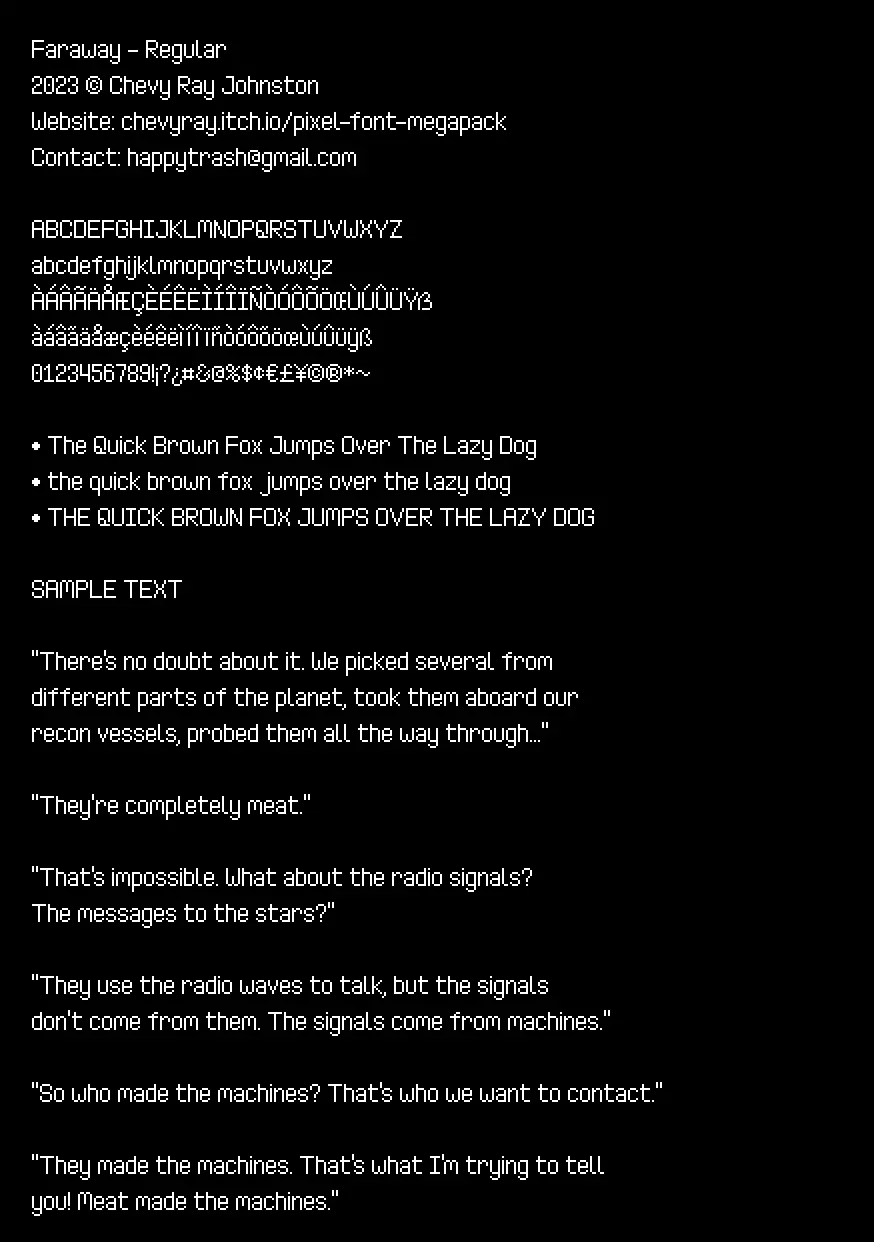 Faraway - Regular
2023 © Chevy Ray Johnston
Website: chevyray.itch.io/pixel-font-megapack
Contact: happytrash@gmail.com
ABCDEFGHIJKLMNOPQRSTUVWXYZ
abcdefghijklmnopqrstuvwxyz
ÀÁÂÃÄÅÆÇÈÉÊËÌÍÎÏÑÒÓÔÕÖŒÙÚÛÜŸẞ
àáâãäåæçèéêëìíîïñòóôõöœùúûüÿß
0123456789!¡?¿#&@%$¢€£¥©®*~
• The Quick Brown Fox Jumps Over The Lazy Dog
• the quick brown fox jumps over the lazy dog
• THE QUICK BROWN FOX JUMPS OVER THE LAZY DOG
SAMPLE TEXT
"There's no doubt about it. We picked several from
different parts of the planet, took them aboard our
recon vessels, probed them all the way through..."
"They're completely meat."
"That's impossible. What about the radio signals?
The messages to the stars?"
"They use the radio waves to talk, but the signals
don't come from them. The signals come from machines."
"So who made the machines? That's who we want to contact."
"They made the machines. That's what I'm trying to tell
you! Meat made the machines."